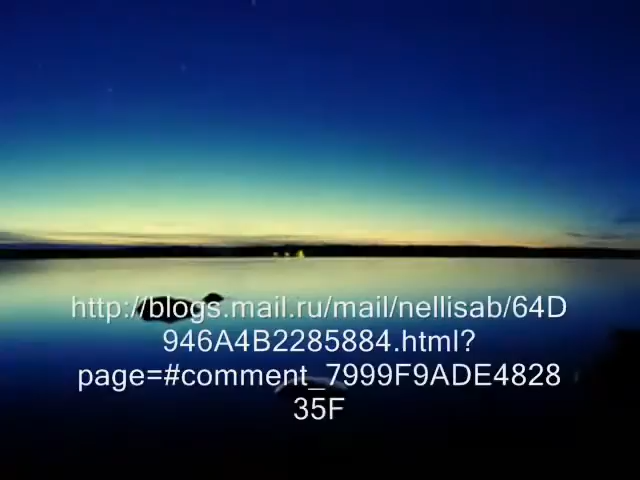 http://blogs.mail.ru/mail/nellisab/64D
946A4B2285884.html?
page=#comment_7999F9ADE4828
35F